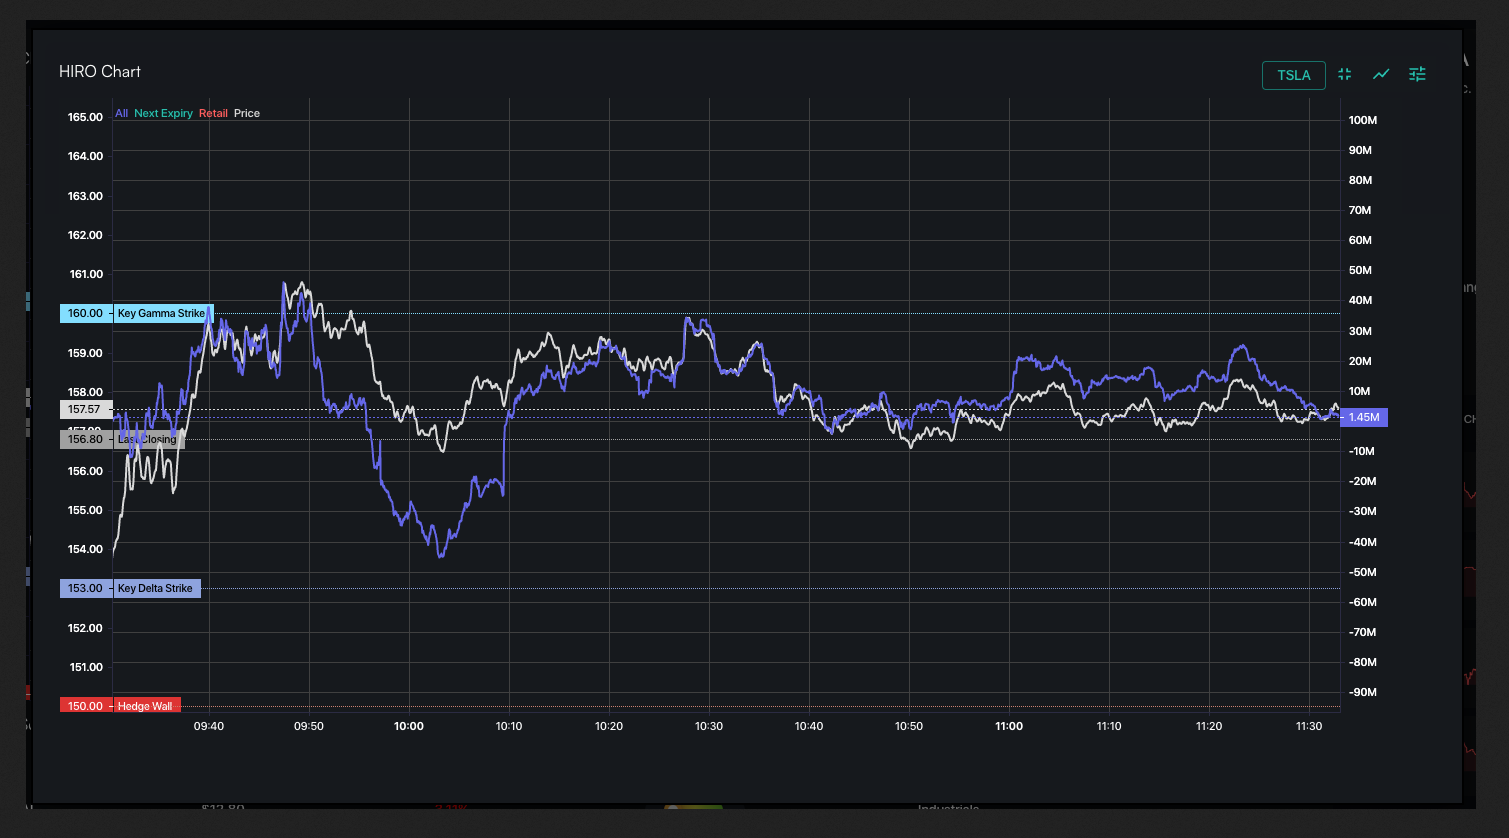 HIRO Chart
TSLA
All Next Expiry Retail Price
165.00
164.00
163.00
162.00
161.00
160.00 Key Gamma Strike
159.00
158.00
157.57
156.80 Last Closing
156.00
155.00
154.00
153.00 Key Delta Strike
152.00
151.00
150.00 Hedge Wall
100M
90M
80M
70M
60M
50M
40M
30M
20M
10M
1.45M
-10M
-20M
-30M
-40M
-50M
-60M
-70M
-80M
-90M
09:40 09:50 10:00 10:10 10:20 10:30 10:40 10:50 11:00 11:10 11:20 11:30